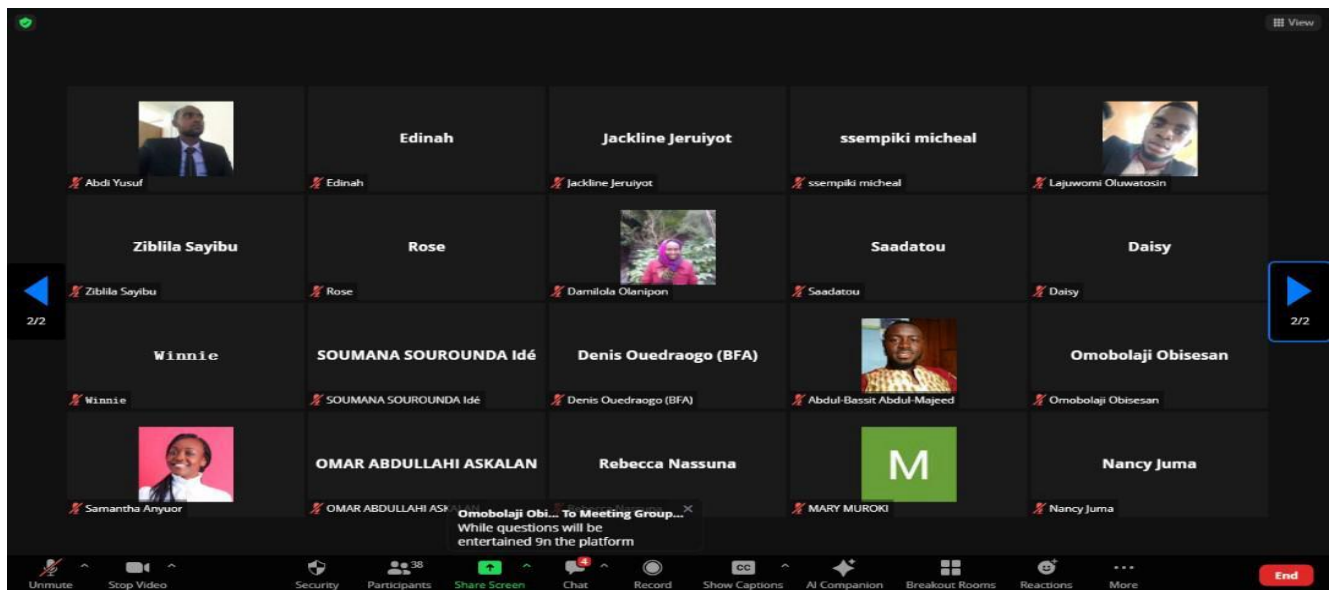 View
Edinah
Jackline Jeruiyot
ssempiki micheal
Abdi Yusuf
Edinah
Jackline Jeruiyot
ssempiki micheal
Lajuwomi Oluwatosin
Ziblila Sayibu
Rose
Saadatou
Daisy
Ziblila Sayibu
Rose
Damilola Olanipon
Saadatou
Daisy
2/2
2/2
Winnie
SOUMANA SOUROUNDA Idé
Denis Ouedraogo (BFA)
Omobolaji Obisesan
Winnie
SOUMANA SOUROUNDA Idé
Denis Ouedraogo (BFA)
Abdul-Bassit Abdul-Majeed
Omobolaji Obisesan
OMAR ABDULLAHI ASKALAN
Rebecca Nassuna
M
Nancy Juma
Samantha Anyuor
OMAR ABDULLAHI ASK
MARY MUROKI
Nancy Juma
Omobolaji Obi... To Meeting Group...
While questions will be
entertained 9n the platform
38
4
CC
Unmute
Stop Video
Security
Participants
Share Screen
Chat
Record
Show Captions
AI Companion
Breakout Rooms
Reactions
More
End